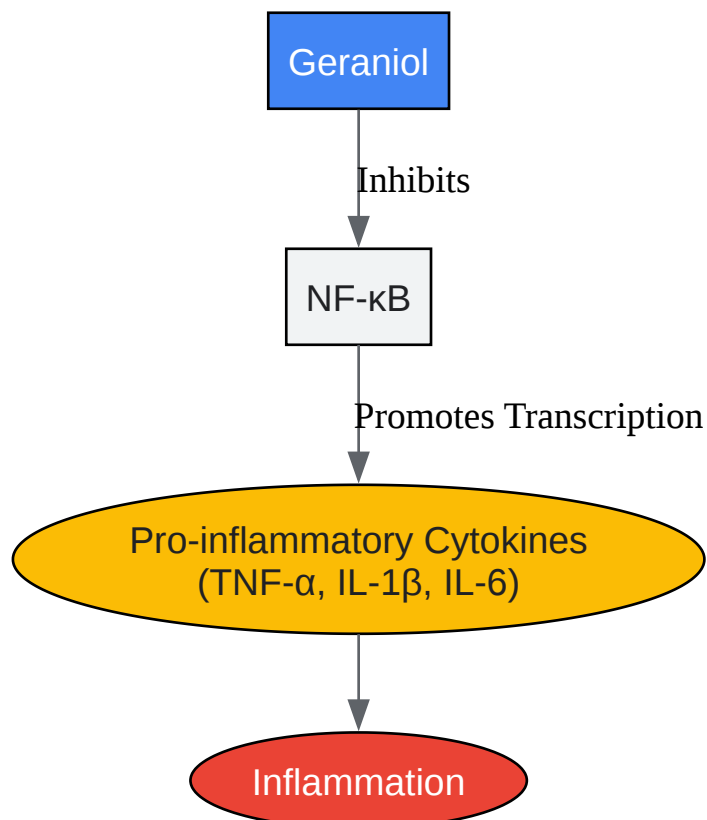 Geraniol
Inhibits
NF-κB
Promotes Transcription
Pro-inflammatory Cytokines
(TNF-α, IL-1β, IL-6)
Inflammation